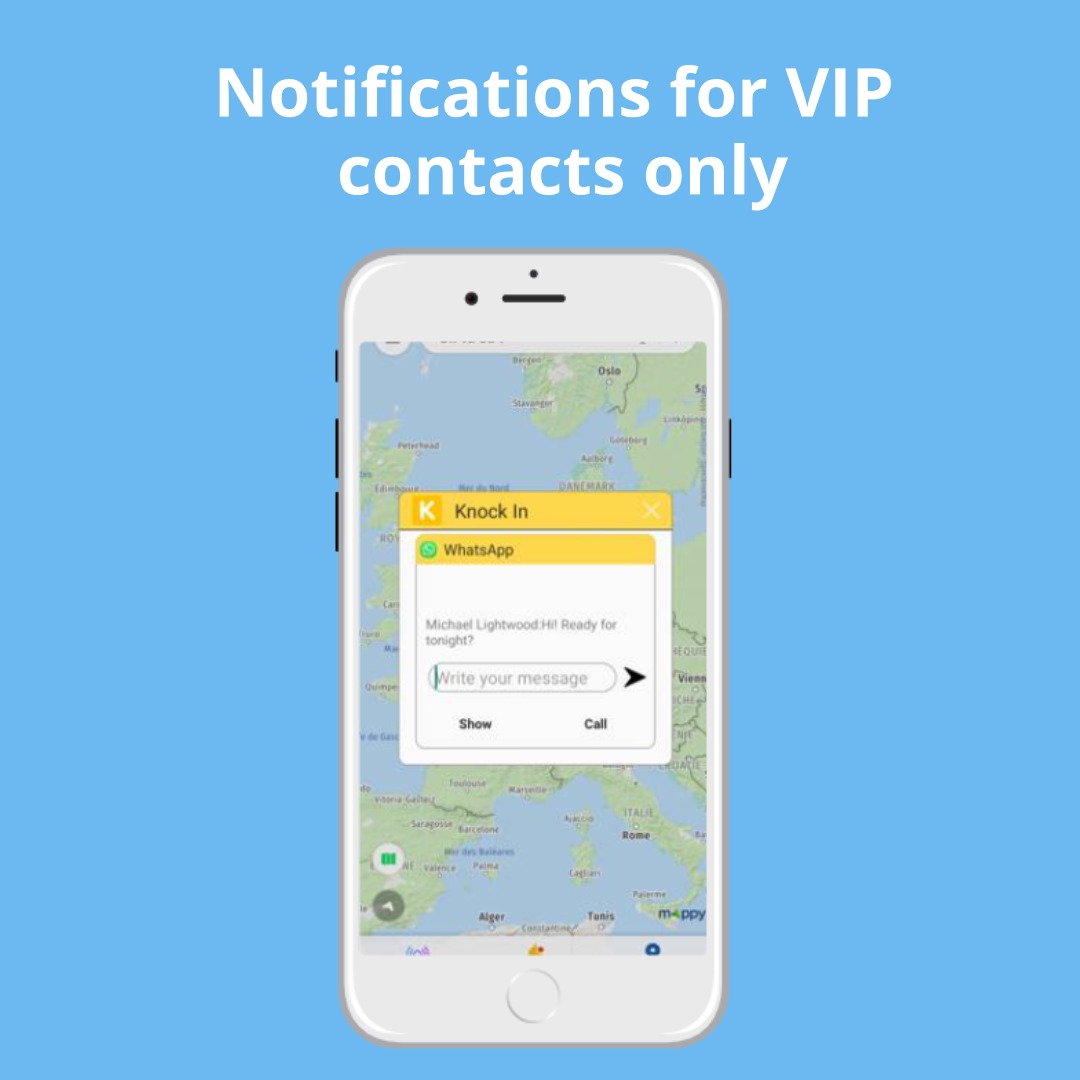 Notifications for VIP
contacts only
Bergen
Oslo
Stavanger
Linköping
Peterhead
Göteborg
Aalborg
Edimbourg
Mer du Nord
DANEMARK
K Knock In
WhatsApp
Michael Lightwood:Hi! Ready for
tonight?
Write your message
Show
Call
Quimper
Toulouse
Marseille
Vitoria-Gasteiz
Saragosse
Barcelone
Ajaccio
ITALIE
Rome
Mer des Baléares
Valence
Palma
Cagliari
Palerme
mappy
Alger
Tunis
Constantine